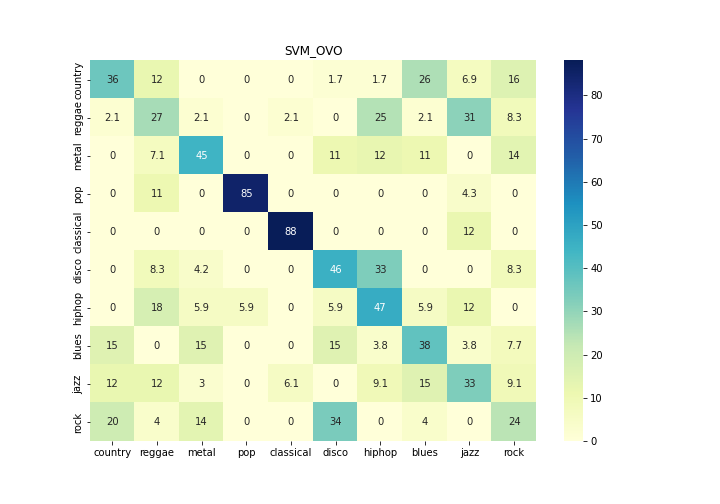 SVM_OVO
country 36 12 0 0 0 1.7 1.7 26 6.9 16
reggae 2.1 27 2.1 0 2.1 0 25 2.1 31 8.3
metal 0 7.1 45 0 0 11 12 11 0 14
pop 0 11 0 85 0 0 0 0 4.3 0
classical 0 0 0 0 88 0 0 0 12 0
disco 0 8.3 4.2 0 0 46 33 0 0 8.3
hiphop 0 18 5.9 5.9 0 5.9 47 5.9 12 0
blues 15 0 15 0 0 15 3.8 38 3.8 7.7
jazz 12 12 3 0 6.1 0 9.1 15 33 9.1
rock 20 4 14 0 0 34 0 4 0 24
country reggae metal pop classical disco hiphop blues jazz rock
80
70
60
50
40
30
20
10
0